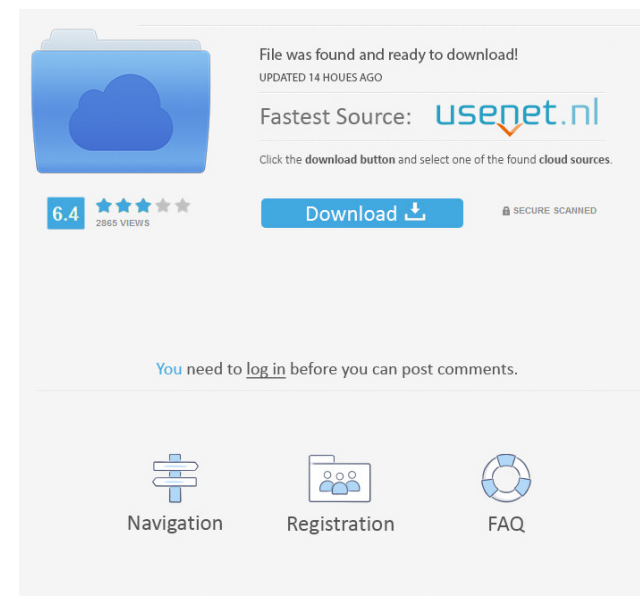 File was found and ready to download!
UPDATED 14 HOUES AGO
Fastest Source: usenet.nl
Click the download button and select one of the found cloud sources.
6.4
2865 VIEWS
Download
SECURE SCANNED
You need to log in before you can post comments.
Navigation
Registration
FAQ